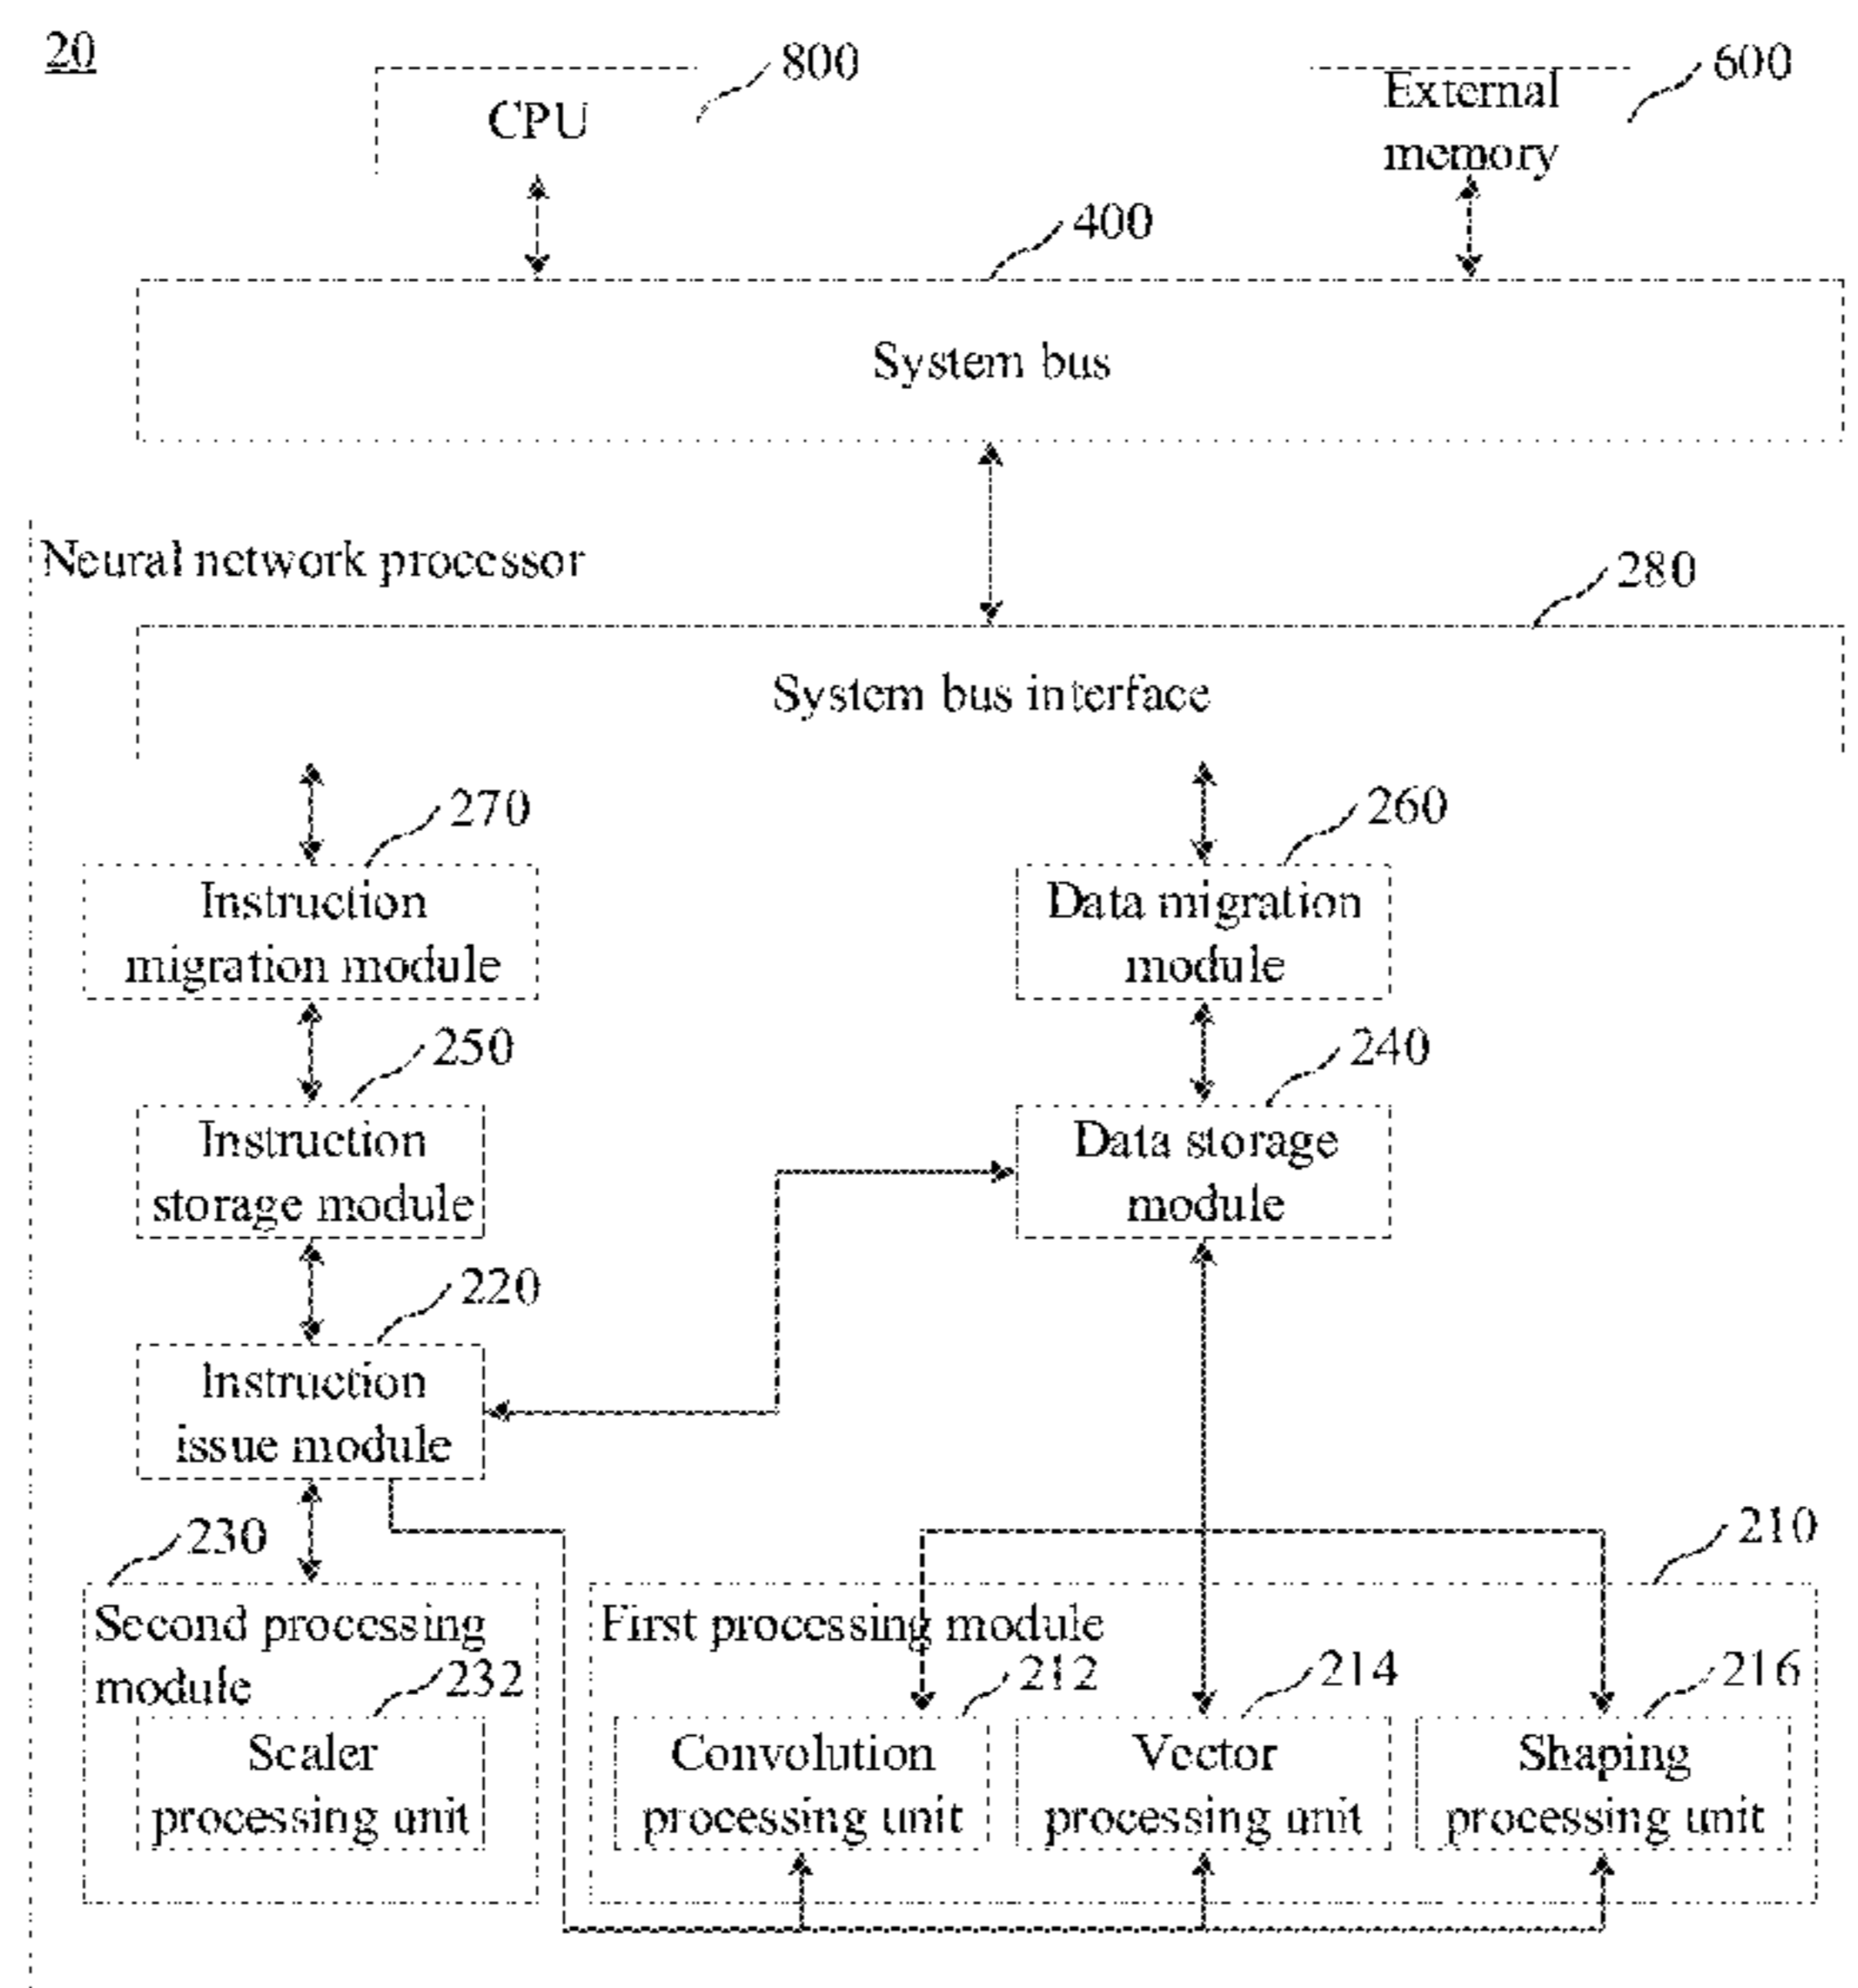 20
CPU
800
External
memory
600
400
System bus
Neural network processor
280
System bus interface
270
260
Instruction
migration module
Data migration
module
250
240
Instruction
storage module
Data storage
module
220
Instruction
issue module
230
210
Second processing
module
First processing module
232
212
214
216
Scaler
processing unit
Convolution
processing unit
Vector
processing unit
Shaping
processing unit